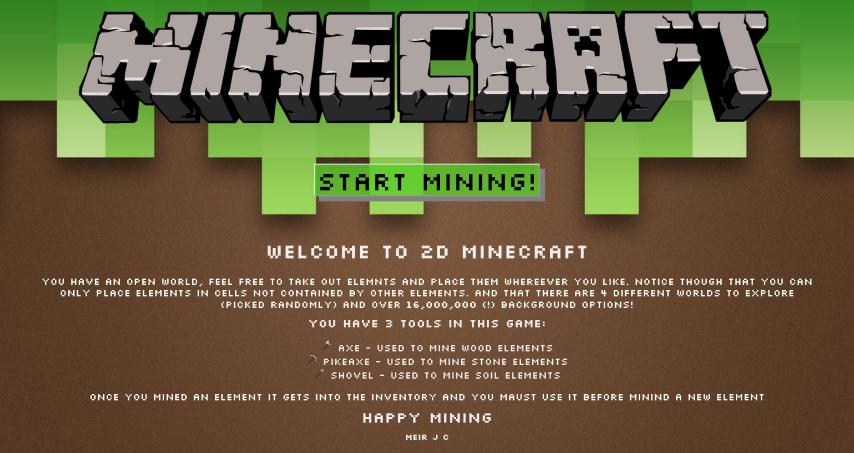 MINECRAFT
START MINING!
WELCOME TO 2D MINECRAFT
YOU HAVE AN OPEN WORLD, FEEL FREE TO TAKE OUT ELEMNTS AND PLACE THEM WHEREEVER YOU LIKE. NOTICE THOUGH THAT YOU CAN
ONLY PLACE ELEMENTS IN CELLS NOT CONTAINED BY OTHER ELEMENTS. AND THAT THERE ARE 4 DIFFERENT WORLDS TO EXPLORE
(PICKED RANDOMLY) AND OVER 16,000,000 (!) BACKGROUND OPTIONS!
YOU HAVE 3 TOOLS IN THIS GAME:
AXE - USED TO MINE WOOD ELEMENTS
PIKEAXE - USED TO MINE STONE ELEMENTS
SHOVEL - USED TO MINE SOIL ELEMENTS
ONCE YOU MINED AN ELEMENT IT GETS INTO THE INVENTORY AND YOU MAUST USE IT BEFORE MININD A NEW ELEMENT
HAPPY MINING
MEIR J C